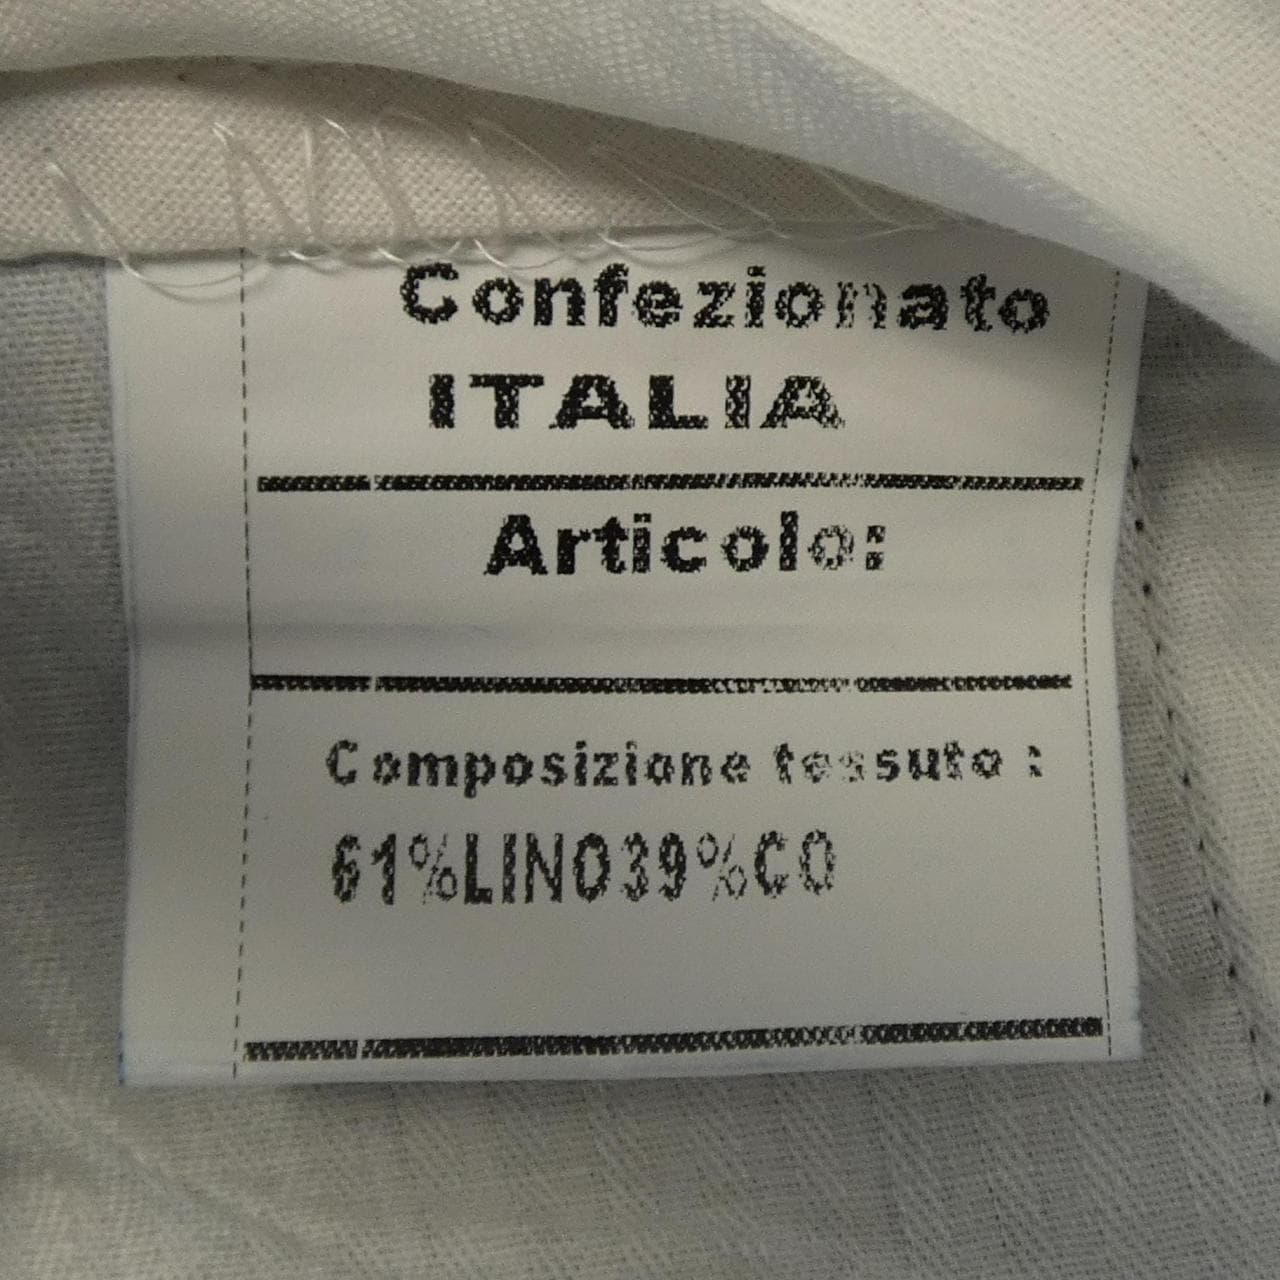 Confezionato
ITALIA
Articolo:
Composizione tessuto :
61%LINO39%CO